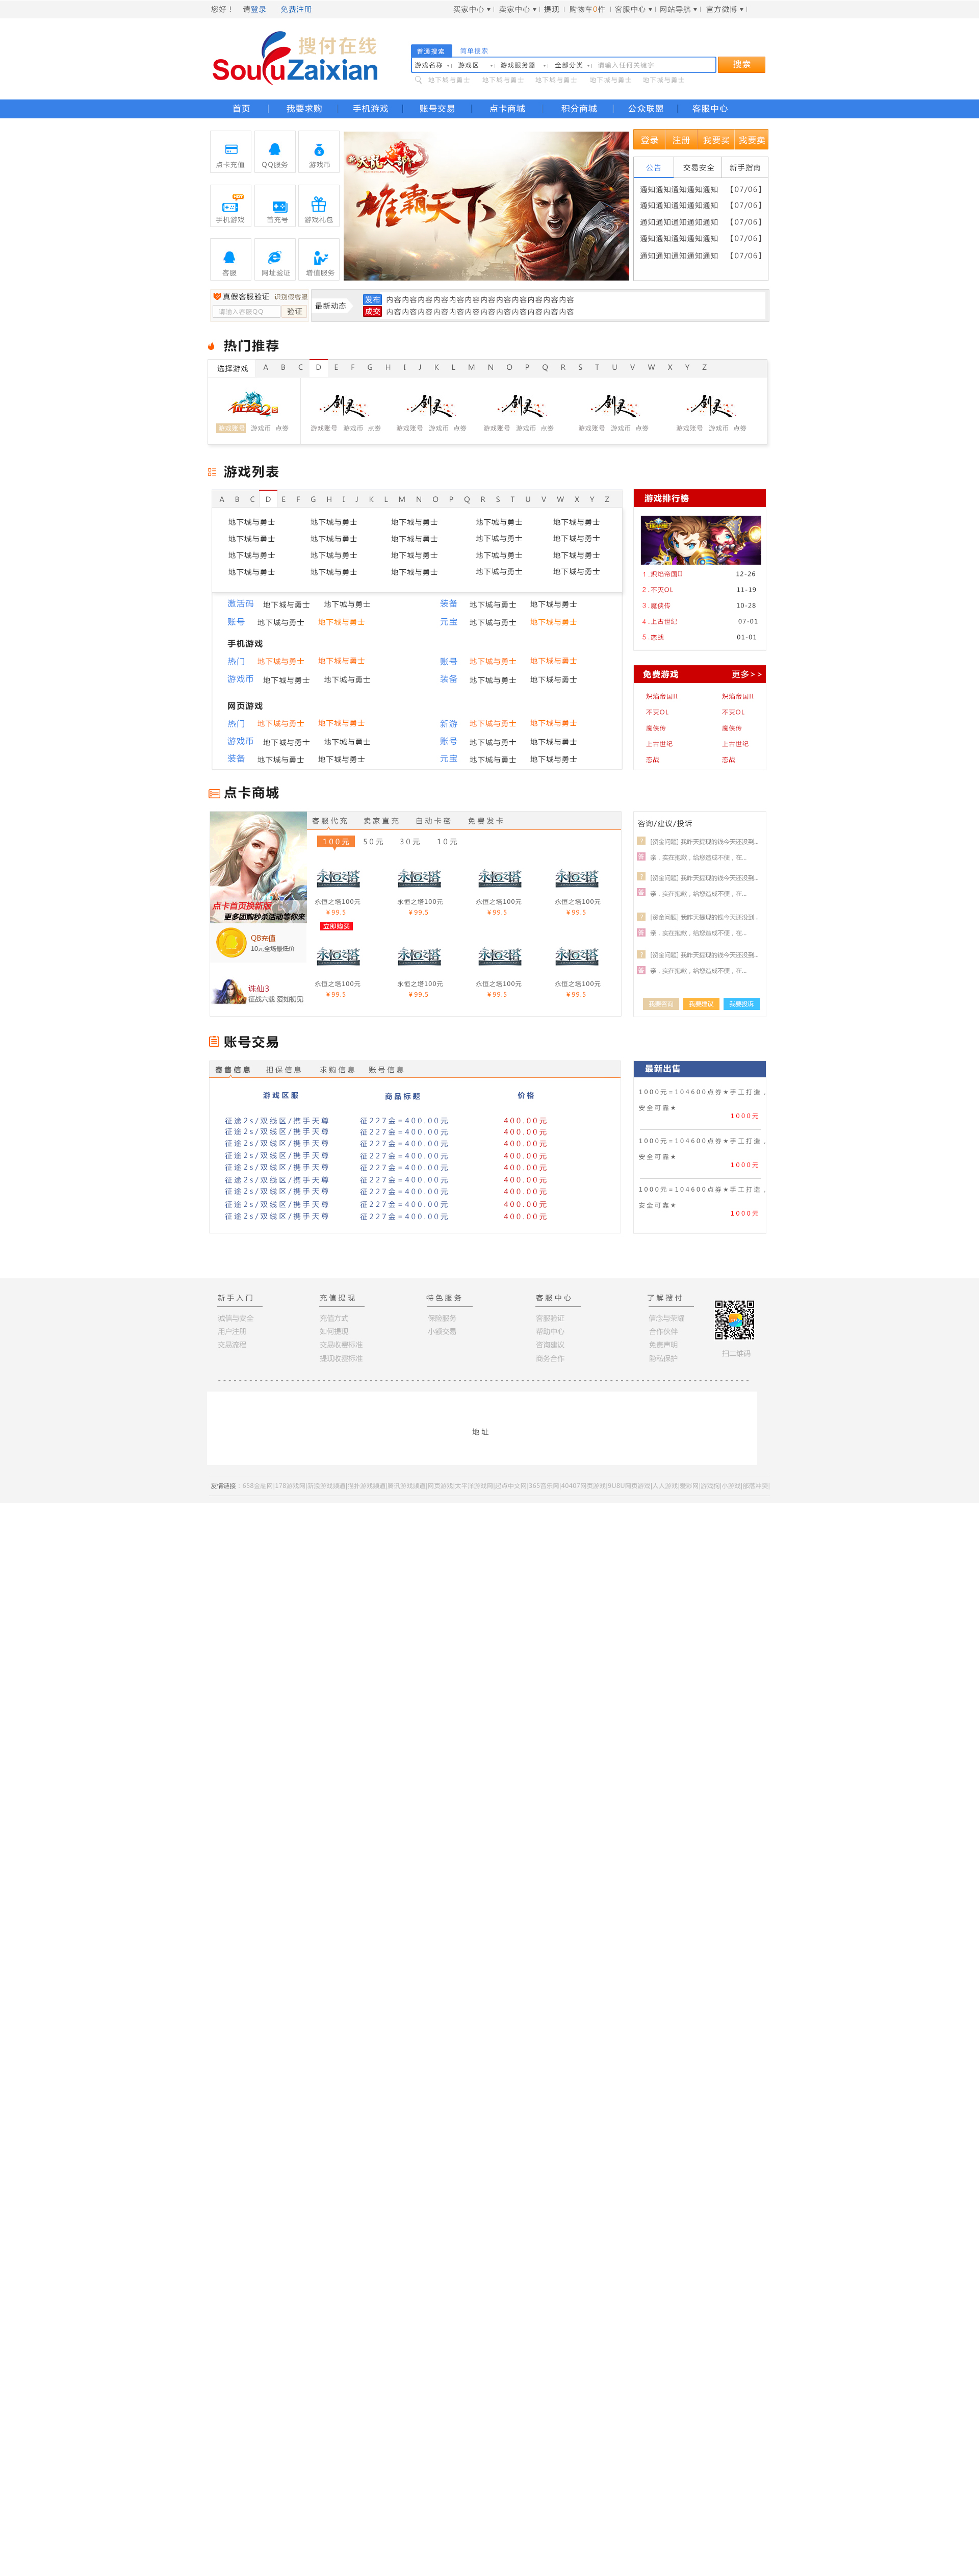 您好！ 请登录 免费注册 买家中心 卖家中心 提现 购物车0件 客服中心 网站导航 官方微博
搜付在线
SouFuZaixian
普通搜索 简单搜索
游戏名称 游戏区 游戏服务器 全部分类 请输入任何关键字 搜索
地下城与勇士 地下城与勇士 地下城与勇士 地下城与勇士 地下城与勇士
首页 我要求购 手机游戏 账号交易 点卡商城 积分商城 公众联盟 客服中心
点卡充值 QQ服务 游戏币
手机游戏 首充号 游戏礼包
客服 网址验证 增值服务
雄霸天下
登录 注册 我要买 我要卖
公告 交易安全 新手指南
通知通知通知通知通知 【07/06】
通知通知通知通知通知 【07/06】
通知通知通知通知通知 【07/06】
通知通知通知通知通知 【07/06】
通知通知通知通知通知 【07/06】
真假客服验证 识别假客服
请输入客服QQ 验证
最新动态
发布 内容内容内容内容内容内容内容内容内容内容内容内容
成交 内容内容内容内容内容内容内容内容内容内容内容内容
热门推荐
选择游戏 A B C D E F G H I J K L M N O P Q R S T U V W X Y Z
征途 剑灵 剑灵 剑灵 剑灵 剑灵
游戏账号 游戏币 点卷 游戏账号 游戏币 点卷 游戏账号 游戏币 点卷 游戏账号 游戏币 点卷 游戏账号 游戏币 点卷 游戏账号 游戏币 点卷
游戏列表
A B C D E F G H I J K L M N O P Q R S T U V W X Y Z
地下城与勇士 地下城与勇士 地下城与勇士 地下城与勇士 地下城与勇士
地下城与勇士 地下城与勇士 地下城与勇士 地下城与勇士 地下城与勇士
地下城与勇士 地下城与勇士 地下城与勇士 地下城与勇士 地下城与勇士
地下城与勇士 地下城与勇士 地下城与勇士 地下城与勇士 地下城与勇士
激活码 地下城与勇士 地下城与勇士 装备 地下城与勇士 地下城与勇士
账号 地下城与勇士 地下城与勇士 元宝 地下城与勇士 地下城与勇士
手机游戏
热门 地下城与勇士 地下城与勇士 账号 地下城与勇士 地下城与勇士
游戏币 地下城与勇士 地下城与勇士 装备 地下城与勇士 地下城与勇士
网页游戏
热门 地下城与勇士 地下城与勇士 新游 地下城与勇士 地下城与勇士
游戏币 地下城与勇士 地下城与勇士 账号 地下城与勇士 地下城与勇士
装备 地下城与勇士 地下城与勇士 元宝 地下城与勇士 地下城与勇士
游戏排行榜
1.炽焰帝国II 12-26
2.不灭OL 11-19
3.魔侠传 10-28
4.上古世纪 07-01
5.恋战 01-01
免费游戏 更多>>
炽焰帝国II 炽焰帝国II
不灭OL 不灭OL
魔侠传 魔侠传
上古世纪 上古世纪
恋战 恋战
点卡商城
客服代充 卖家直充 自动卡密 免费发卡
100元 50元 30元 10元
永恒之塔 永恒之塔 永恒之塔 永恒之塔
永恒之塔100元 永恒之塔100元 永恒之塔100元 永恒之塔100元
￥99.5 ￥99.5 ￥99.5 ￥99.5
立即购买
永恒之塔 永恒之塔 永恒之塔 永恒之塔
永恒之塔100元 永恒之塔100元 永恒之塔100元 永恒之塔100元
￥99.5 ￥99.5 ￥99.5 ￥99.5
点卡首页换新版
更多团购秒杀活动等你来
QB充值
10元全场最低价
诛仙3
征战六载 爱如初见
咨询/建议/投诉
[资金问题] 我昨天提现的钱今天还没到...
亲，实在抱歉，给您造成不便，在...
[资金问题] 我昨天提现的钱今天还没到...
亲，实在抱歉，给您造成不便，在...
[资金问题] 我昨天提现的钱今天还没到...
亲，实在抱歉，给您造成不便，在...
[资金问题] 我昨天提现的钱今天还没到...
亲，实在抱歉，给您造成不便，在...
我要咨询 我要建议 我要投诉
账号交易
寄售信息 担保信息 求购信息 账号信息
游戏区服 商品标题 价格
征途2s/双线区/携手天尊 征227金=400.00元 400.00元
征途2s/双线区/携手天尊 征227金=400.00元 400.00元
征途2s/双线区/携手天尊 征227金=400.00元 400.00元
征途2s/双线区/携手天尊 征227金=400.00元 400.00元
征途2s/双线区/携手天尊 征227金=400.00元 400.00元
征途2s/双线区/携手天尊 征227金=400.00元 400.00元
征途2s/双线区/携手天尊 征227金=400.00元 400.00元
征途2s/双线区/携手天尊 征227金=400.00元 400.00元
征途2s/双线区/携手天尊 征227金=400.00元 400.00元
最新出售
1000元=104600点券★手工打造，
安全可靠★
1000元
1000元=104600点券★手工打造，
安全可靠★
1000元
1000元=104600点券★手工打造，
安全可靠★
1000元
新手入门 充值提现 特色服务 客服中心 了解搜付
诚信与安全 充值方式 保险服务 客服验证 信念与荣耀
用户注册 如何提现 小额交易 帮助中心 合作伙伴
交易流程 交易收费标准 咨询建议 免责声明
提现收费标准 商务合作 隐私保护
扫二维码
地址
友情链接：658金融网|178游戏网|新浪游戏频道|猫扑游戏频道|腾讯游戏频道|网页游戏|太平洋游戏网|起点中文网|365音乐网|40407网页游戏|9U8U网页游戏|人人游戏|爱彩网|游戏狗|小游戏|部落冲突|